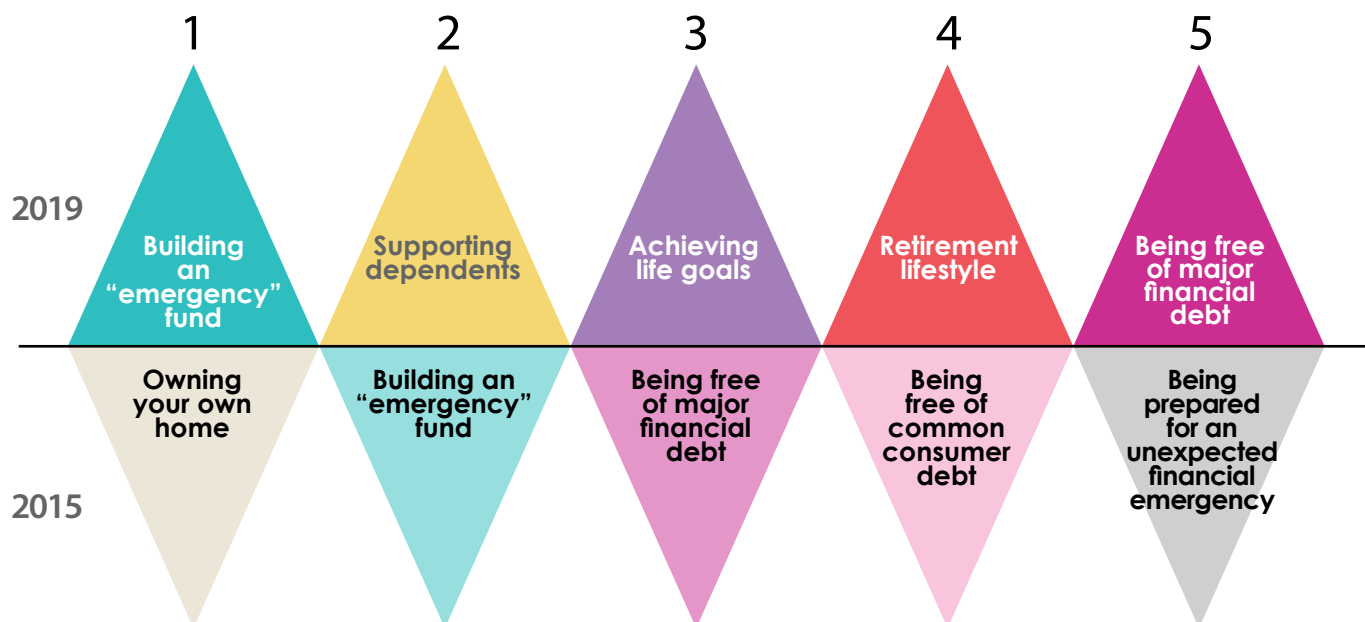 1 2 3 4 5
2019
Building
an
“emergency”
fund
Supporting
dependents
Achieving
life goals
Retirement
lifestyle
Being free
of major
financial
debt
2015
Owning
your own
home
Building an
“emergency”
fund
Being free
of major
financial
debt
Being
free of
common
consumer
debt
Being
prepared
for an
unexpected
financial
emergency